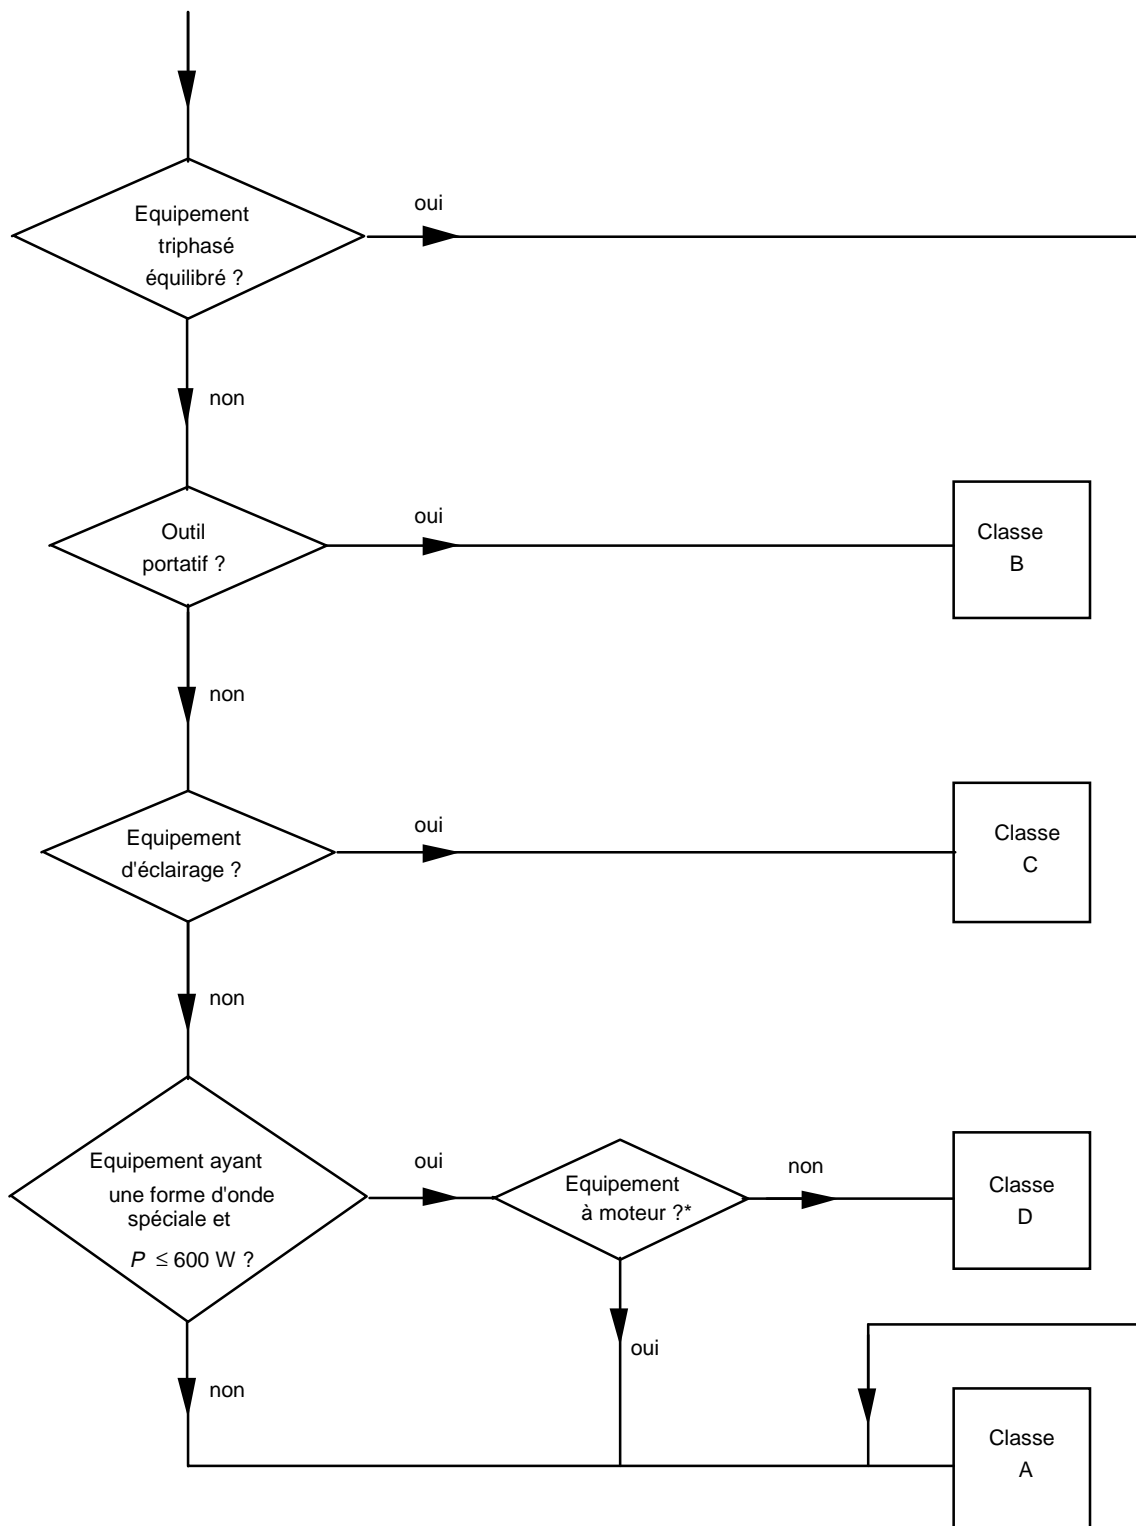 oui
Equipement
triphasé
équilibré ?
non
oui
Outil
portatif ?
Classe
B
non
oui
Equipement
d'éclairage ?
Classe
C
non
Equipement ayant
une forme d'onde
spéciale et
P ≤ 600 W ?
oui
Equipement
à moteur ?*
non
Classe
D
oui
non
Classe
A